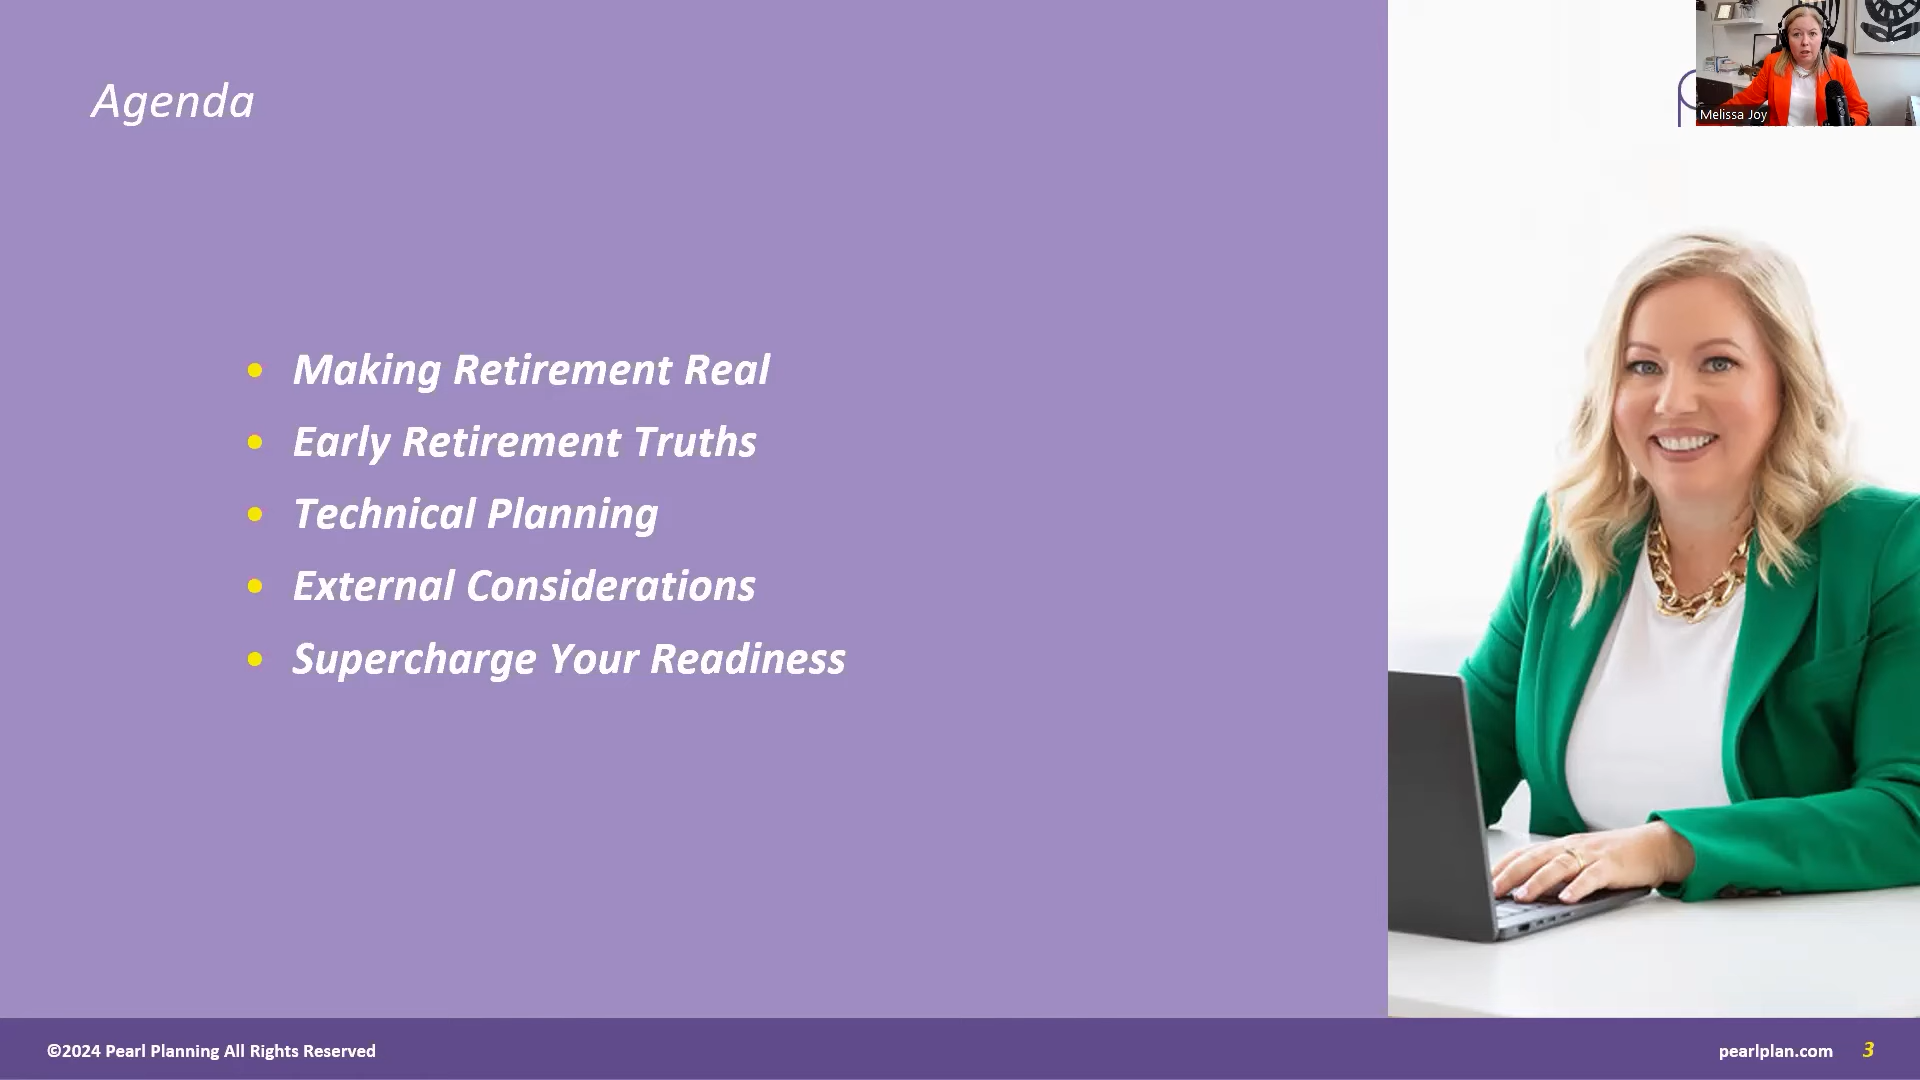 Agenda
Melissa Joy
Making Retirement Real
Early Retirement Truths
Technical Planning
External Considerations
Supercharge Your Readiness
©2024 Pearl Planning All Rights Reserved
pearlplan.com 3